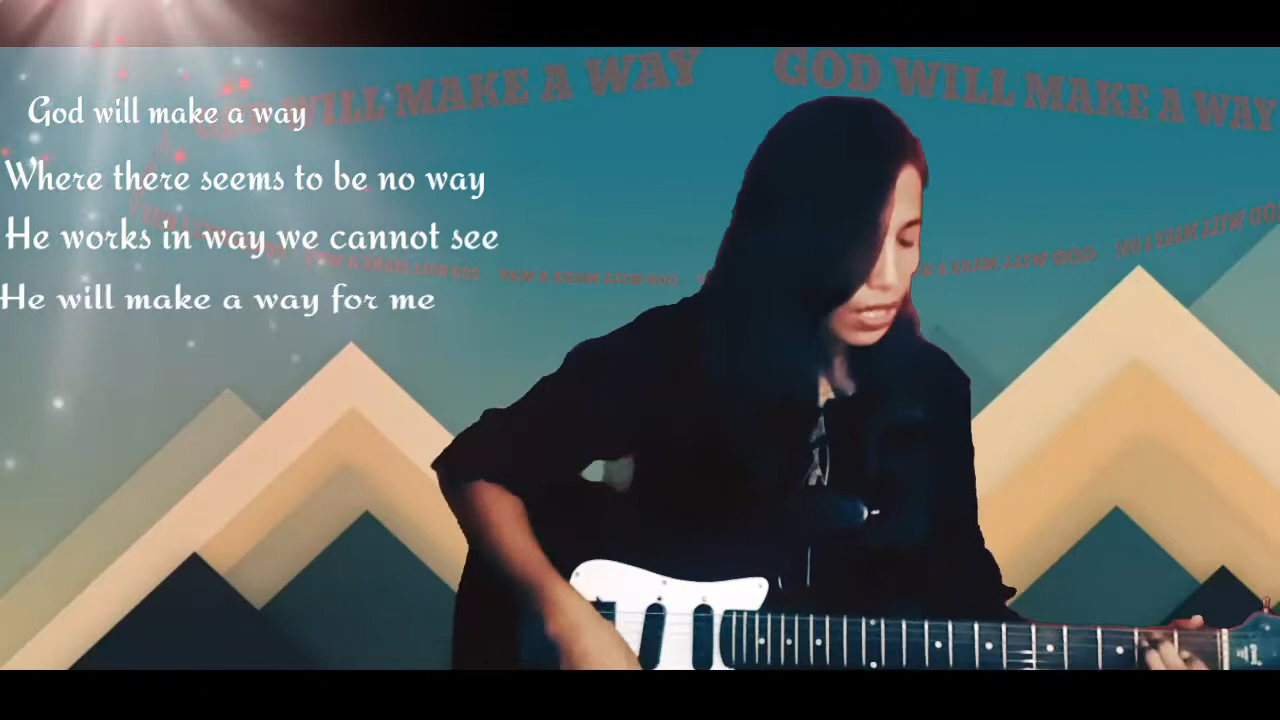 GOD WILL MAKE A WAY GOD WILL MAKE A WAY
God will make a way
Where there seems to be no way
He works in way we cannot see
He will make a way for me